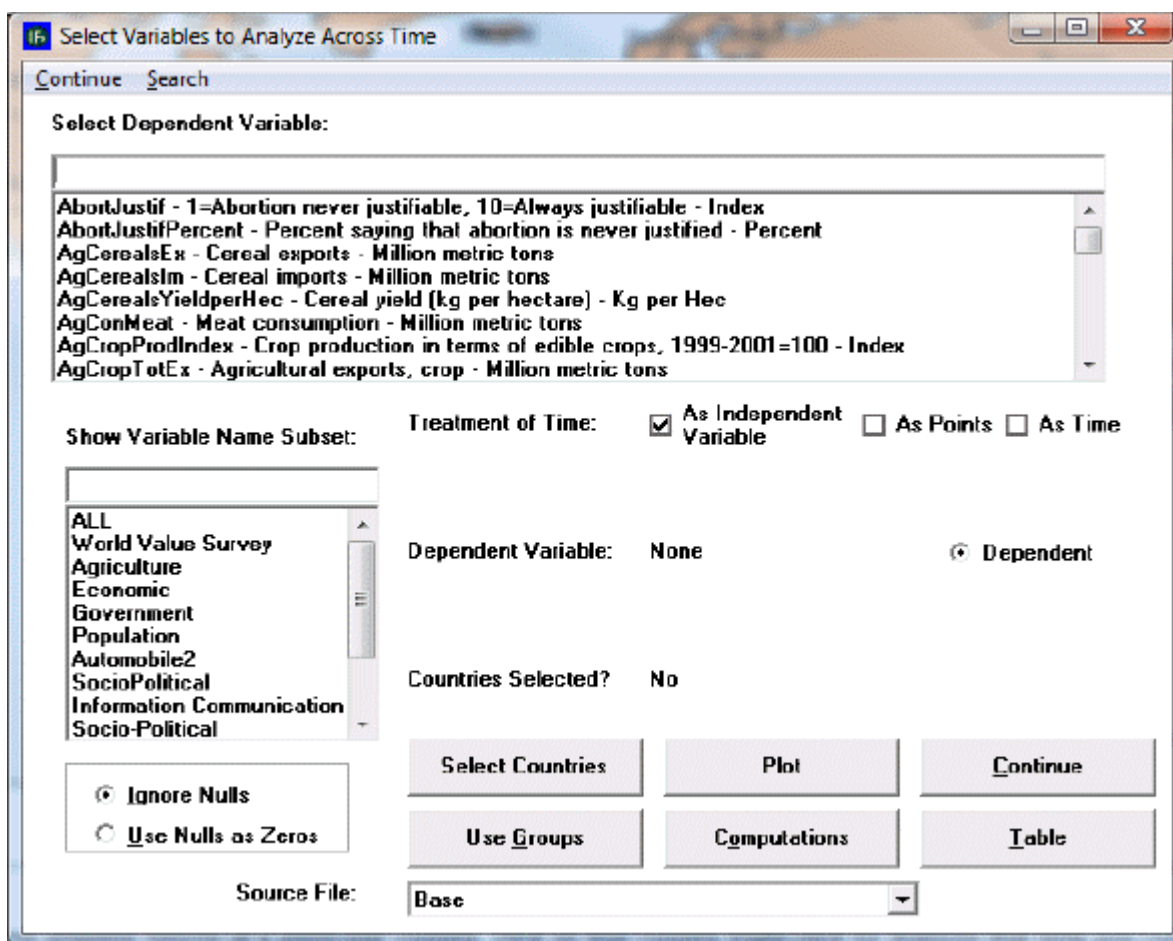 IFs Select Variables to Analyze Across Time
Continue Search
Select Dependent Variable:
AbortJustif - 1=Abortion never justifiable, 10=Always justifiable - Index
AbortJustifPercent - Percent saying that abortion is never justified - Percent
AgCerealsEx - Cereal exports - Million metric tons
AgCerealsIm - Cereal imports - Million metric tons
AgCerealsYieldperHec - Cereal yield (kg per hectare) - Kg per Hec
AgConMeat - Meat consumption - Million metric tons
AgCropProdIndex - Crop production in terms of edible crops, 1999-2001=100 - Index
AgCropTotEx - Agricultural exports, crop - Million metric tons
Treatment of Time:
As Independent
Variable
As Points
As Time
Show Variable Name Subset:
ALL
World Value Survey
Agriculture
Economic
Government
Population
Automobile2
SocioPolitical
Information Communication
Socio-Political
Dependent Variable: None
Dependent
Countries Selected? No
Select Countries
Plot
Continue
Ignore Nulls
Use Nulls as Zeros
Use Groups
Computations
Table
Source File: Base